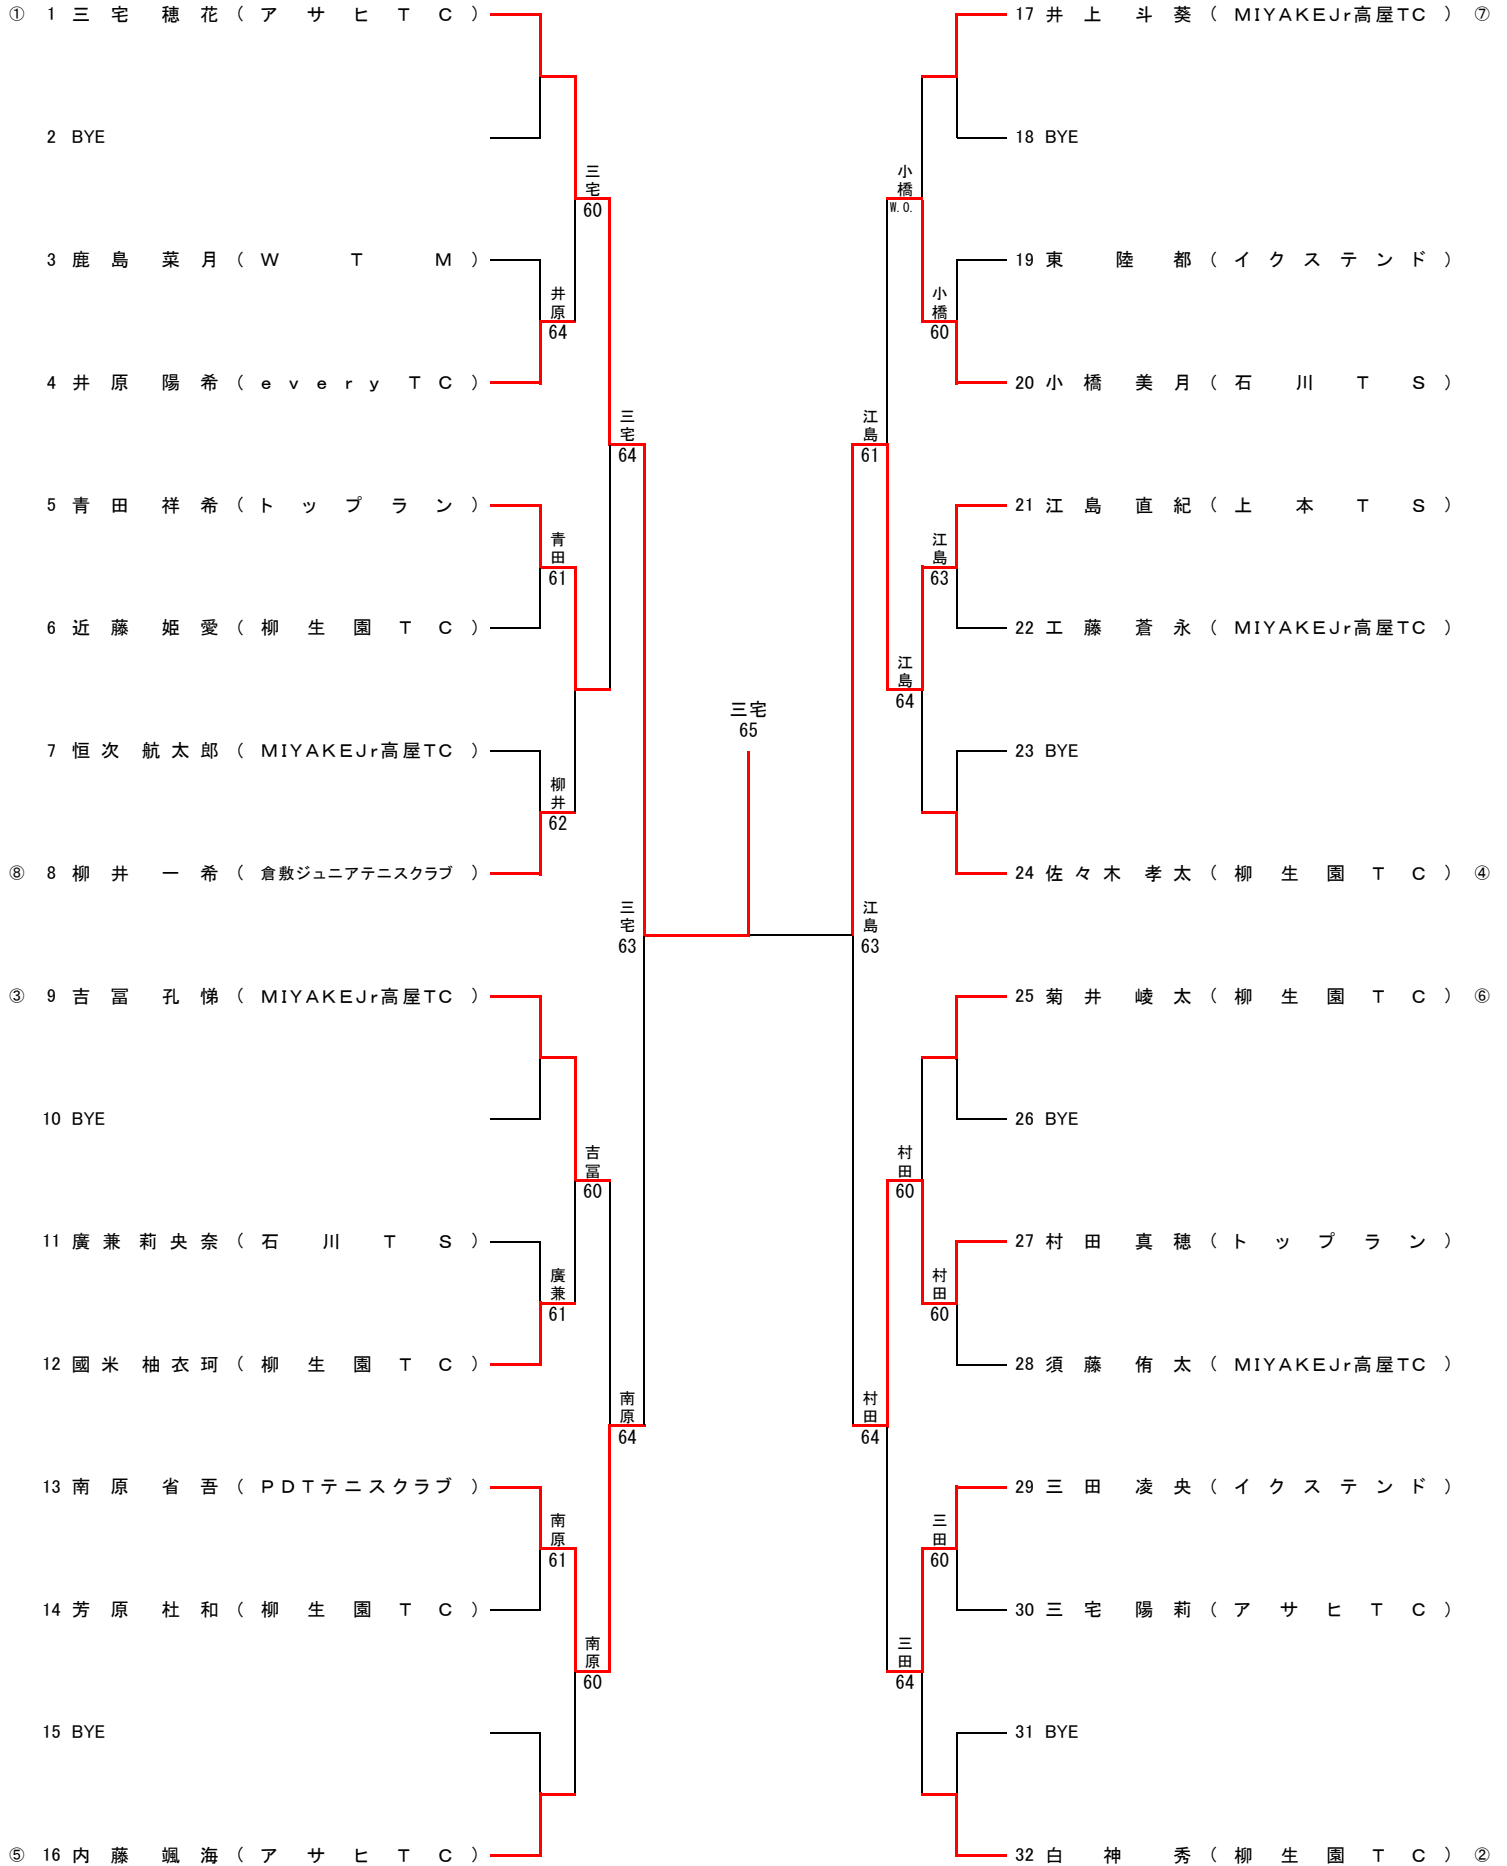 ① 1 三宅 穂花 （アサヒTC）
2 BYE
三宅
60
3 鹿島 菜月 （WTM）
井原
64
4 井原 陽希 （everyTC）
三宅
64
5 青田 祥希 （トップラン）
青田
61
6 近藤 姫愛 （柳生園TC）
7 恒次 航太郎 （MIYAKEJr高屋TC）
柳井
62
⑧ 8 柳井 一希 （倉敷ジュニアテニスクラブ）
三宅
63
③ 9 吉冨 孔悌 （MIYAKEJr高屋TC）
10 BYE
吉冨
60
11 廣兼 莉央奈 （石川TS）
廣兼
61
12 國米 柚衣珂 （柳生園TC）
南原
64
13 南原 省吾 （PDTテニスクラブ）
南原
61
14 芳原 杜和 （柳生園TC）
南原
60
15 BYE
⑤ 16 内藤 颯海 （アサヒTC）
三宅
65
17 井上 斗葵 （MIYAKEJr高屋TC） ⑦
18 BYE
小橋
W.O.
19 東 陸都 （イクステンド）
小橋
60
20 小橋 美月 （石川TS）
江島
61
21 江島 直紀 （上本TS）
江島
63
22 工藤 蒼永 （MIYAKEJr高屋TC）
江島
64
23 BYE
24 佐々木 孝太 （柳生園TC） ④
江島
63
25 菊井 崚太 （柳生園TC） ⑥
26 BYE
村田
60
27 村田 真穂 （トップラン）
村田
60
28 須藤 侑太 （MIYAKEJr高屋TC）
村田
64
29 三田 凌央 （イクステンド）
三田
60
30 三宅 陽莉 （アサヒTC）
三田
64
31 BYE
32 白神 秀 （柳生園TC） ②